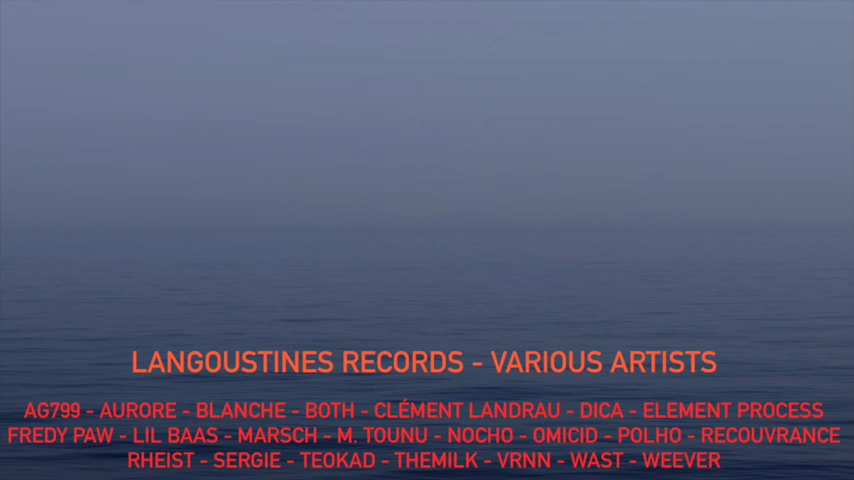 LANGOUSTINES RECORDS - VARIOUS ARTISTS
AG799 - AURORE - BLANCHE - BOTH - CLÉMENT LANDRAU - DICA - ELEMENT PROCESS
FREDY PAW - LIL BAAS - MARSCH - M. TOUNU - NOCHO - OMICID - POLHO - RECOUVRANCE
RHEIST - SERGIE - TEOKAD - THEMILK - VRNN - WAST - WEEVER